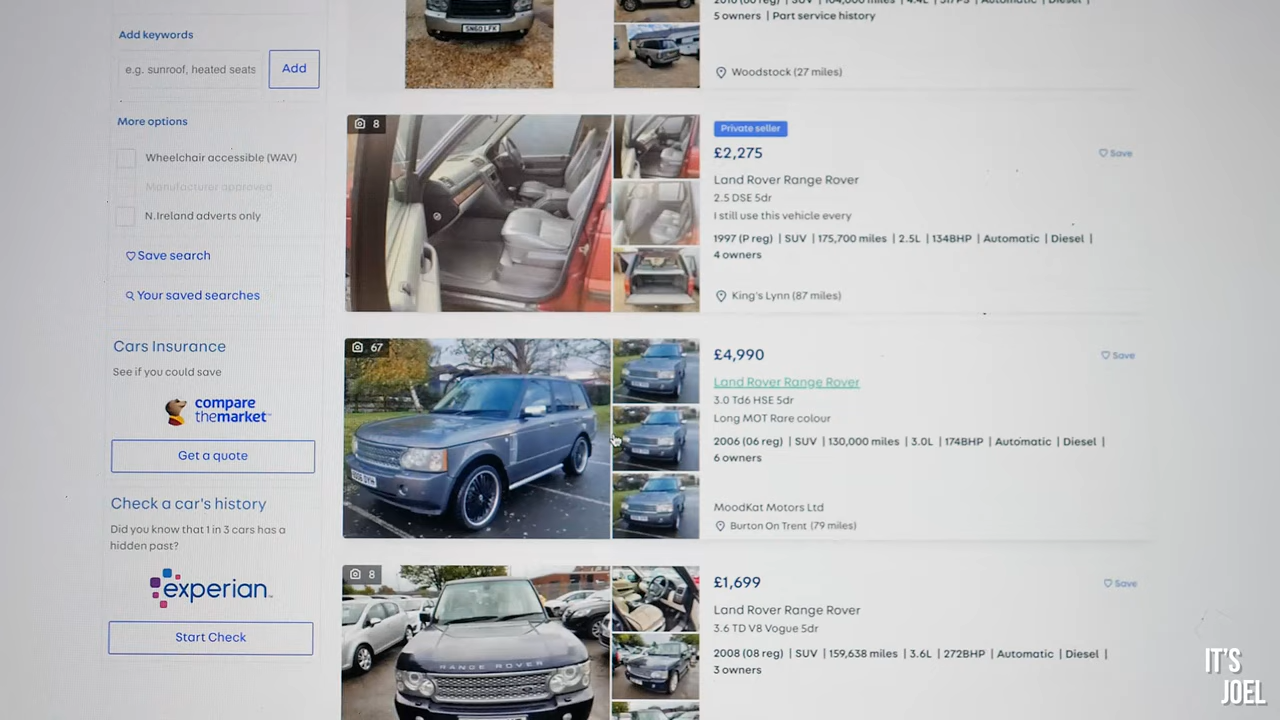 5 owners | Part service history
SN60 LFK
Woodstock (27 miles)
Add keywords
e.g. sunroof, heated seats
Add
More options
Wheelchair accessible (WAV)
Manufacturer approved
N.Ireland adverts only
Save search
Your saved searches
Cars Insurance
See if you could save
compare
themarket
Get a quote
Check a car's history
Did you know that 1 in 3 cars has a
hidden past?
experian
Start Check
8
Private seller
£2,275
Save
Land Rover Range Rover
2.5 DSE 5dr
I still use this vehicle every
1997 (P reg) | SUV | 175,700 miles | 2.5L | 134BHP | Automatic | Diesel |
4 owners
King's Lynn (87 miles)
67
£4,990
Save
Land Rover Range Rover
3.0 Td6 HSE 5dr
Long MOT Rare colour
2006 (06 reg) | SUV | 130,000 miles | 3.0L | 174BHP | Automatic | Diesel |
6 owners
MoodKat Motors Ltd
Burton On Trent (79 miles)
8
RANGE ROVER
£1,699
Save
Land Rover Range Rover
3.6 TD V8 Vogue 5dr
2008 (08 reg) | SUV | 159,638 miles | 3.6L | 272BHP | Automatic | Diesel |
3 owners
IT'S
JOEL